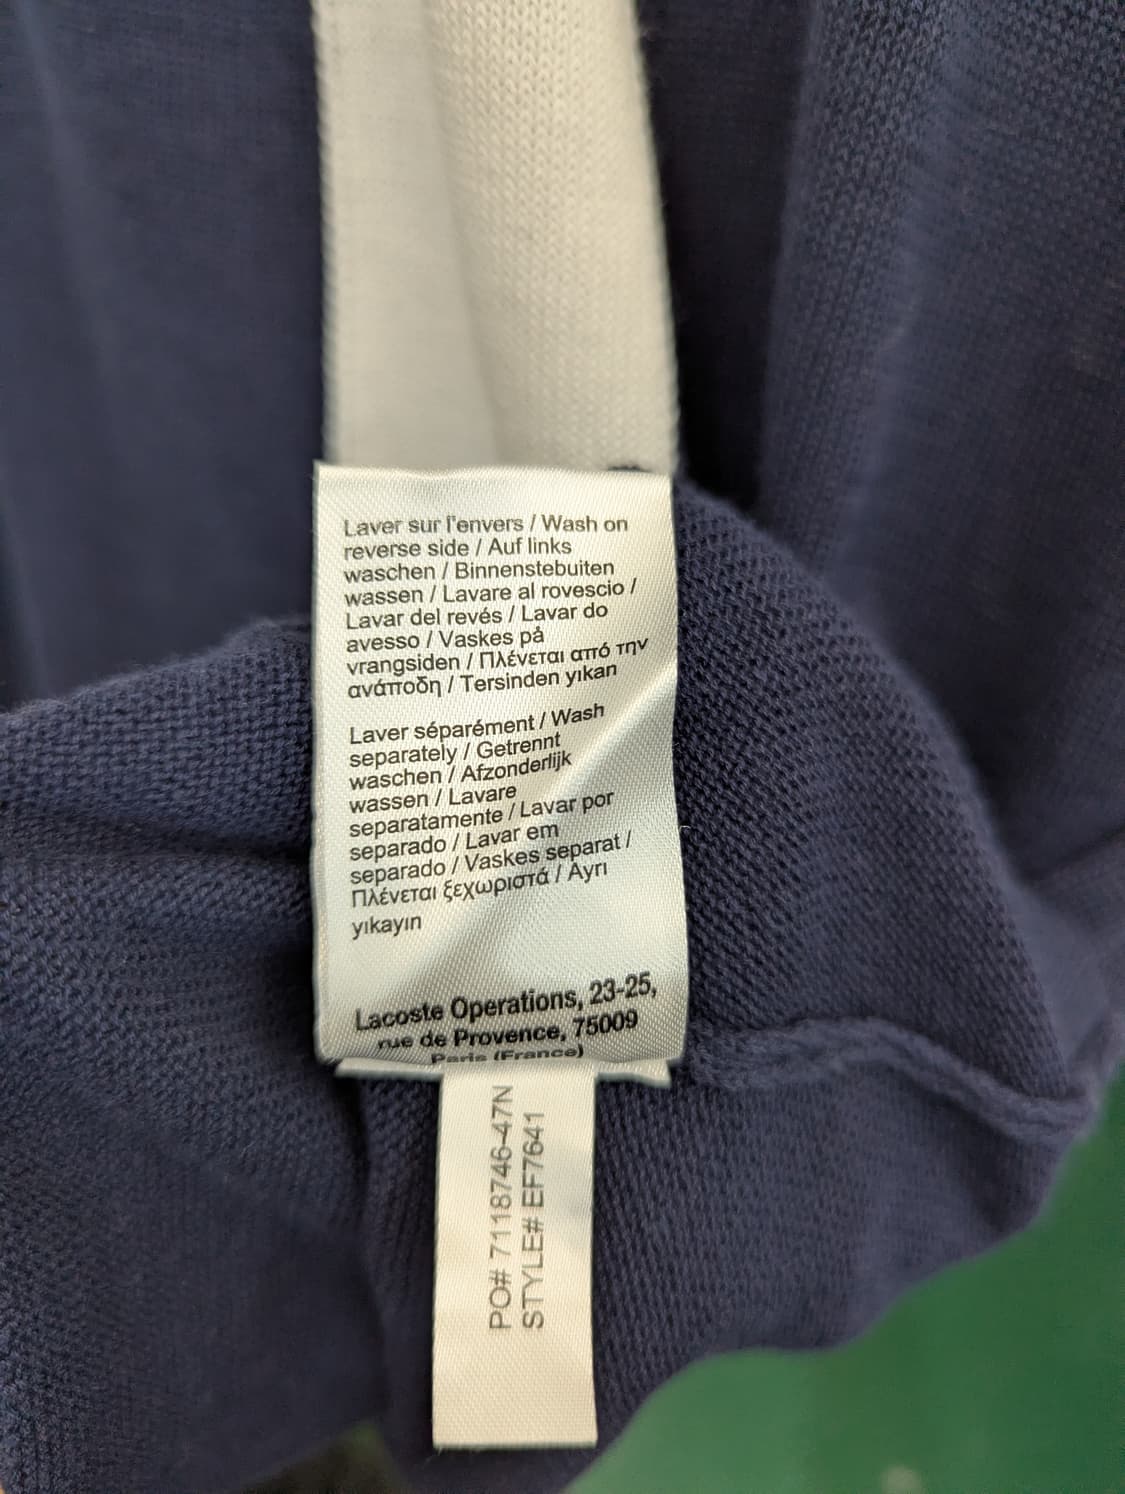 Laver sur l'envers / Wash on
reverse side / Auf links
waschen / Binnenstebuiten
wassen / Lavare al rovescio /
Lavar del revés / Lavar do
avesso / Vaskes på
vrangsiden / Πλένεται από την
ανάποδη / Tersinden yıkan
Laver séparément / Wash
separately / Getrennt
waschen / Afzonderlijk
wassen / Lavare
separatamente / Lavar por
separado / Lavar em
separado / Vaskes separat /
Πλένεται ξεχωριστά / Ayrı
yıkayın
Lacoste Operations, 23-25,
rue de Provence, 75009
Paris (France)
PO# 7118746-47N
STYLE# EF7641